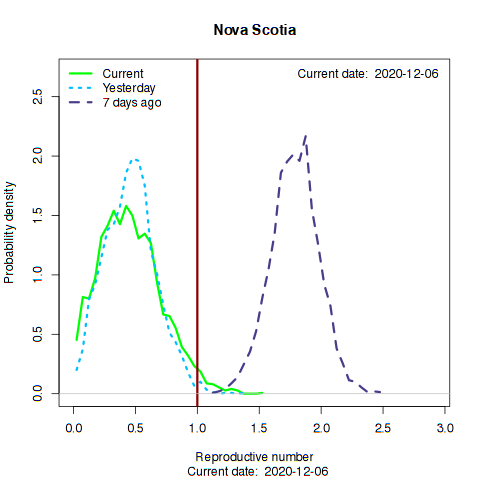 Nova Scotia
Current
Yesterday
7 days ago
Current date:  2020-12-06
Probability density
2.5
2.0
1.5
1.0
0.5
0.0
0.0 0.5 1.0 1.5 2.0 2.5 3.0
Reproductive number
Current date:  2020-12-06